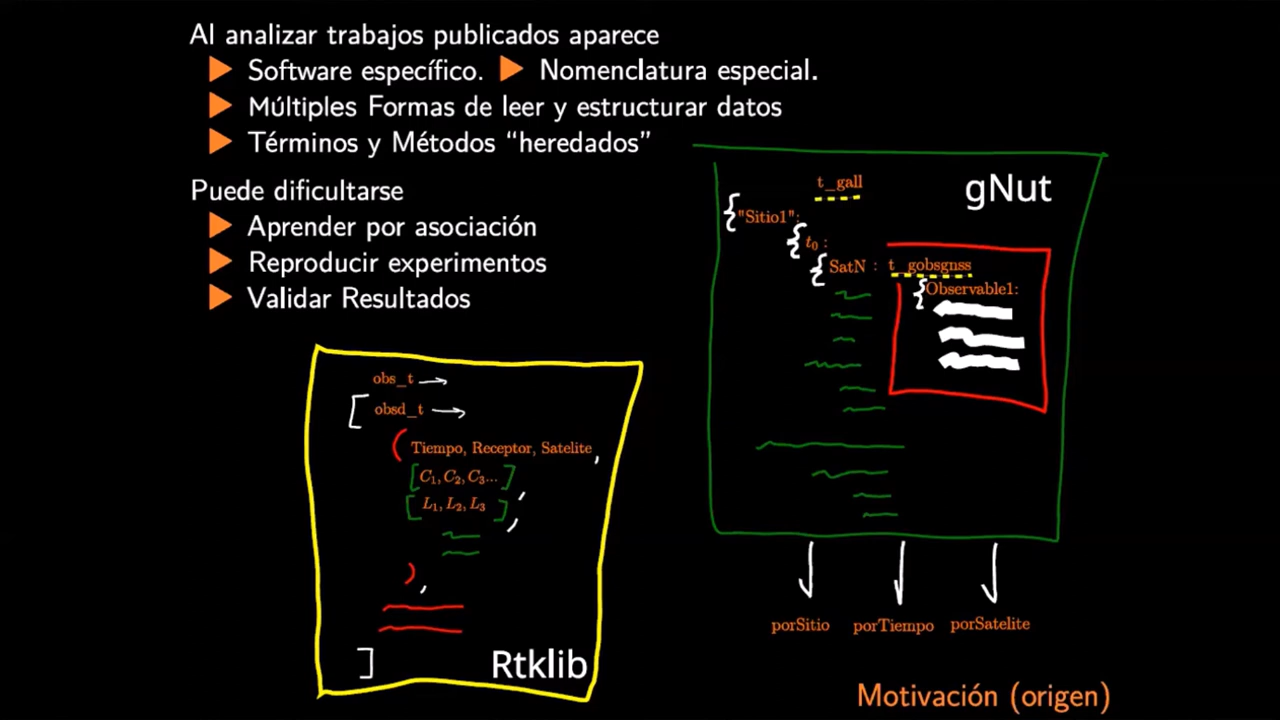 Al analizar trabajos publicados aparece
Software específico. Nomenclatura especial.
Múltiples Formas de leer y estructurar datos
Términos y Métodos “heredados”
Puede dificultarse
Aprender por asociación
Reproducir experimentos
Validar Resultados
obs_t
[ obsd_t
( Tiempo, Receptor, Satelite,
[C₁, C₂, C₃...] ,
[L₁, L₂, L₃] ,
) ,
]
Rtklib
gNut
t_gall
{"Sitio1":
{t₀ :
{SatN : t_gobsgnss
{Observable1:
porSitio porTiempo porSatelite
Motivación (origen)